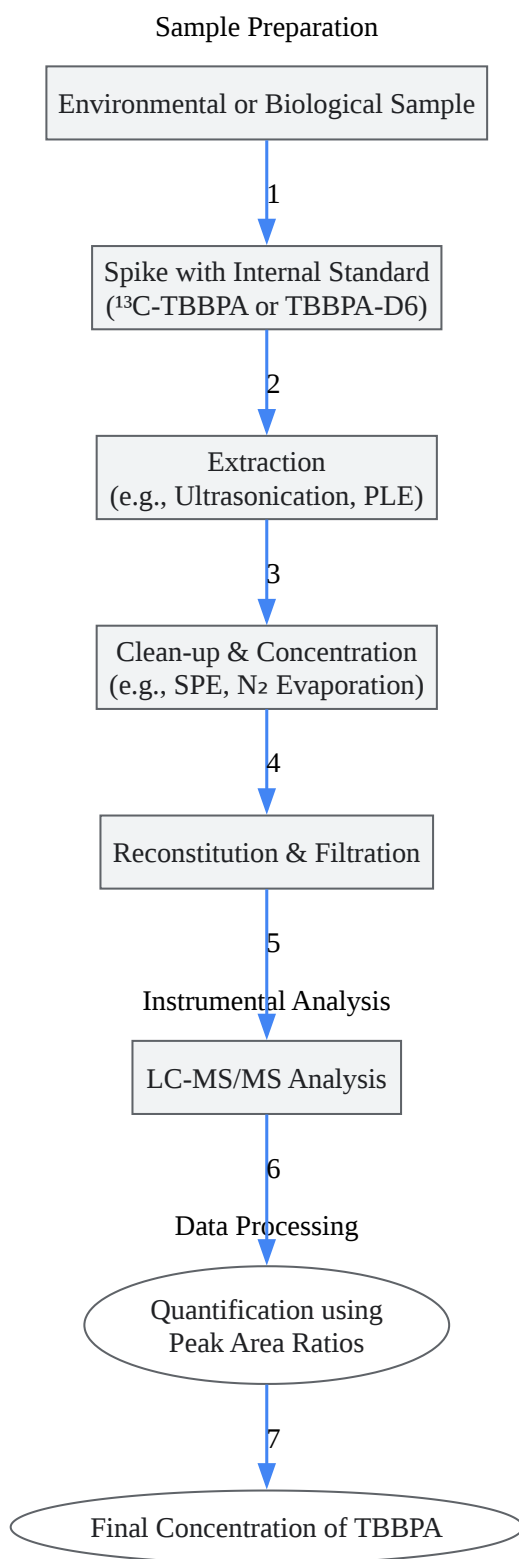 Sample Preparation
Environmental or Biological Sample
1
Spike with Internal Standard
(¹³C-TBBPA or TBBPA-D6)
2
Extraction
(e.g., Ultrasonication, PLE)
3
Clean-up & Concentration
(e.g., SPE, N₂ Evaporation)
4
Reconstitution & Filtration
5
Instrumental Analysis
LC-MS/MS Analysis
6
Data Processing
Quantification using
Peak Area Ratios
7
Final Concentration of TBBPA